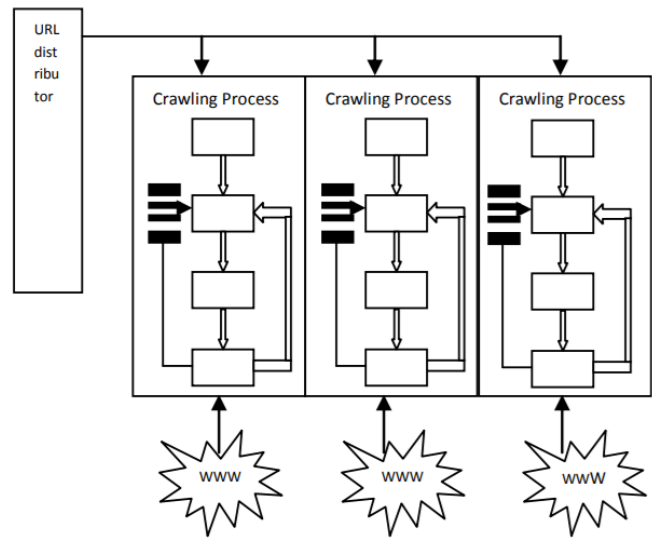 URL
dist
ribu
tor
Crawling Process
Crawling Process
Crawling Process
WWW
WWW
WwW